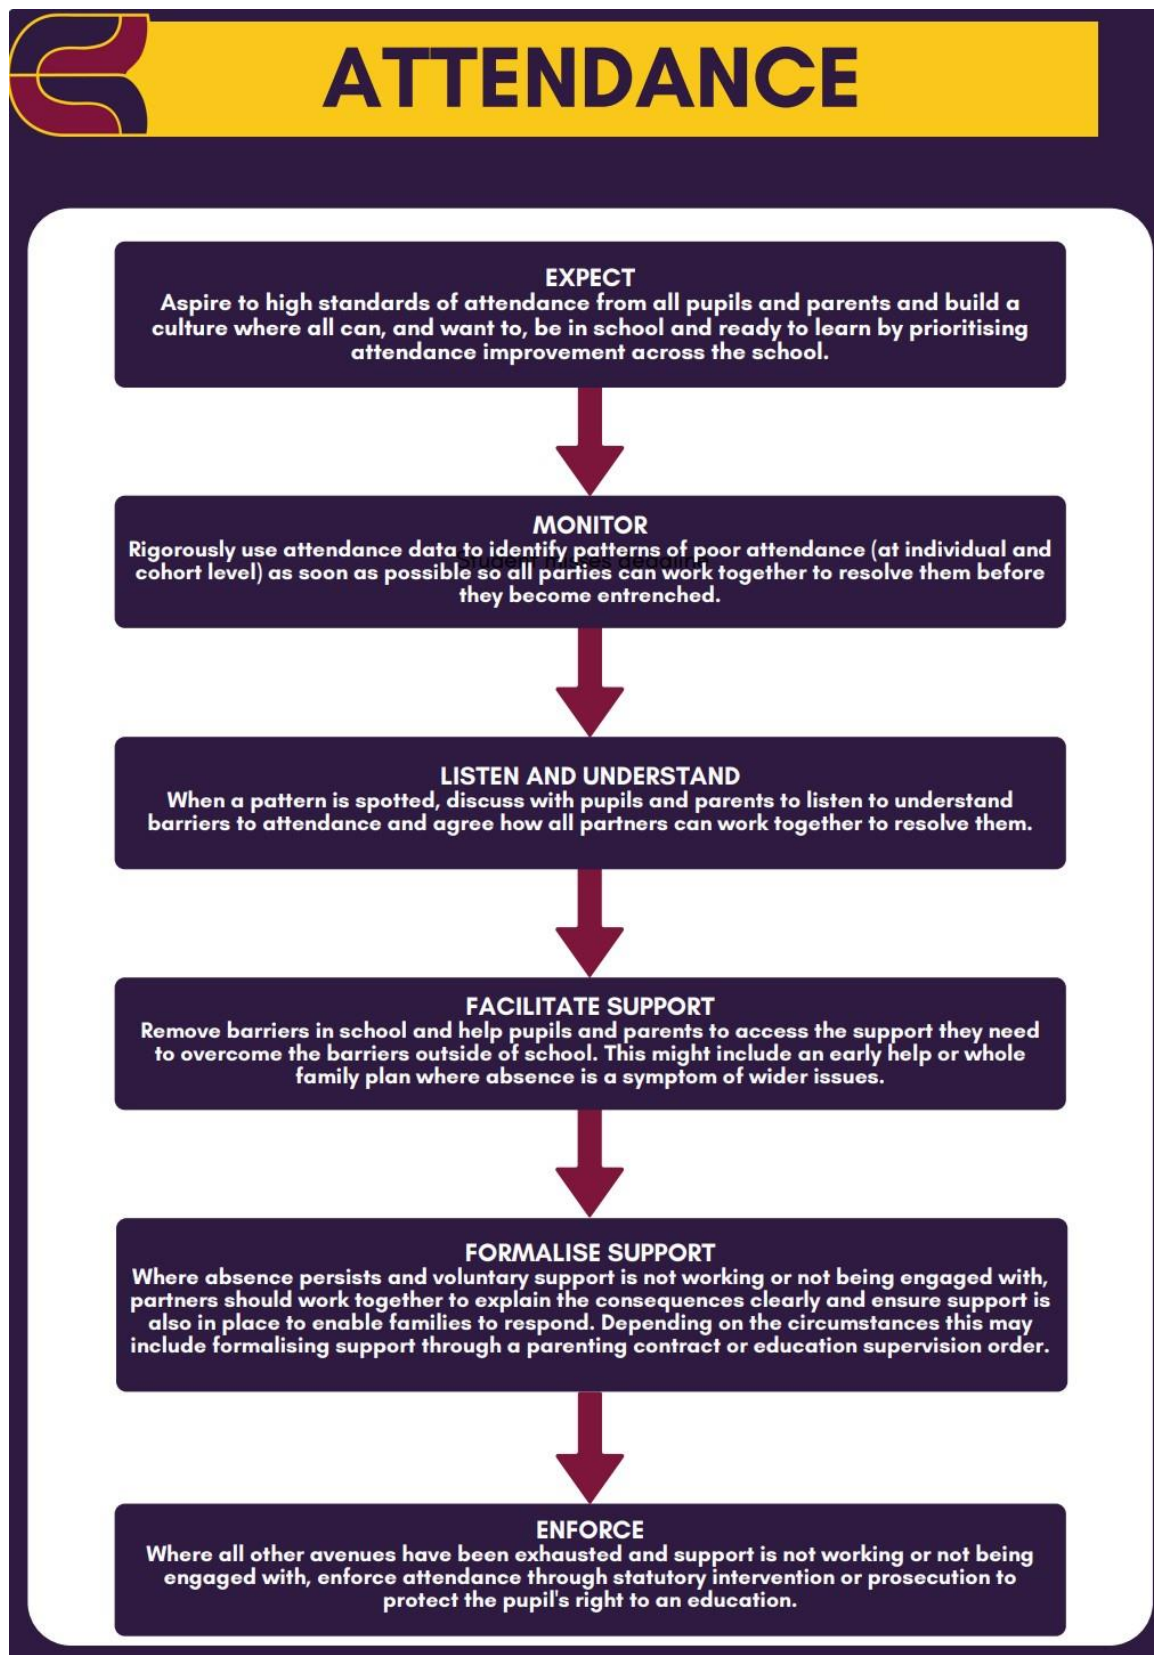 ATTENDANCE
EXPECT
Aspire to high standards of attendance from all pupils and parents and build a
culture where all can, and want to, be in school and ready to learn by prioritising
attendance improvement across the school.
MONITOR
Rigorously use attendance data to identify patterns of poor attendance (at individual and
Student misses deadline
cohort level) as soon as possible so all parties can work together to resolve them before
they become entrenched.
LISTEN AND UNDERSTAND
When a pattern is spotted, discuss with pupils and parents to listen to understand
barriers to attendance and agree how all partners can work together to resolve them.
FACILITATE SUPPORT
Remove barriers in school and help pupils and parents to access the support they need
to overcome the barriers outside of school. This might include an early help or whole
family plan where absence is a symptom of wider issues.
FORMALISE SUPPORT
Where absence persists and voluntary support is not working or not being engaged with,
partners should work together to explain the consequences clearly and ensure support is
also in place to enable families to respond. Depending on the circumstances this may
include formalising support through a parenting contract or education supervision order.
ENFORCE
Where all other avenues have been exhausted and support is not working or not being
engaged with, enforce attendance through statutory intervention or prosecution to
protect the pupil's right to an education.